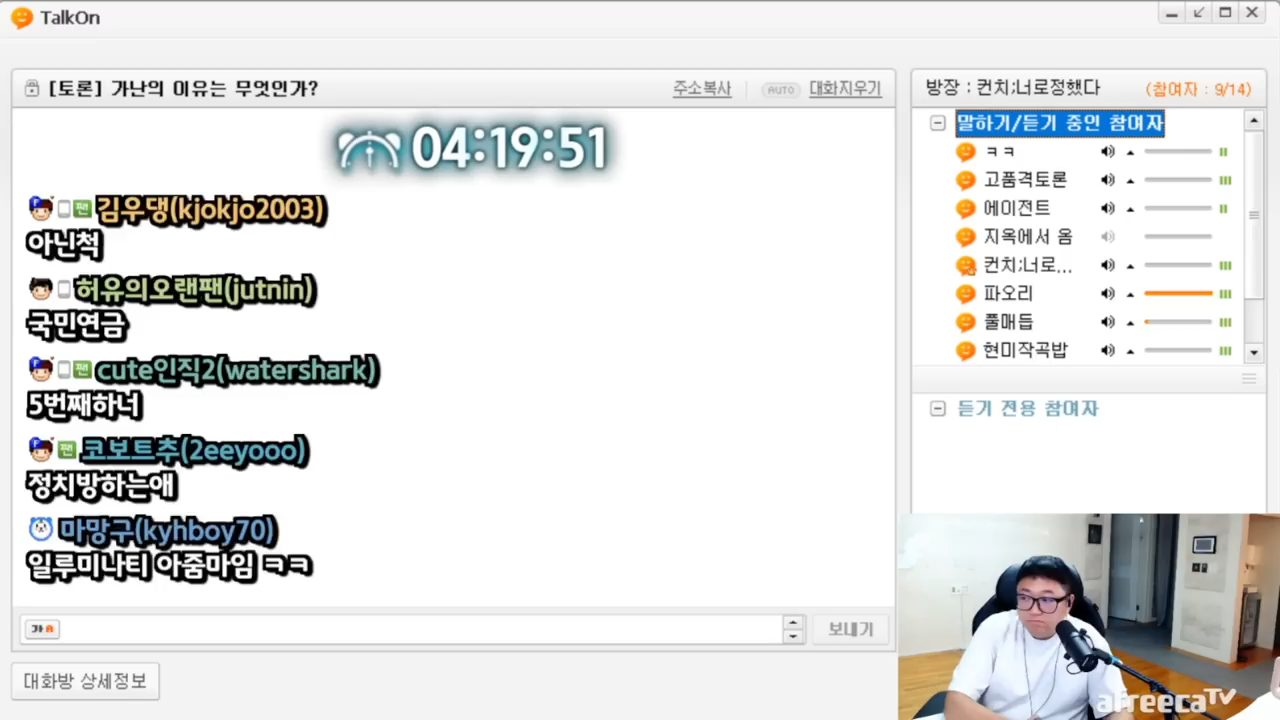 TalkOn
[토론] 가난의 이유는 무엇인가?
주소복사
AUTO
대화지우기
04:19:51
김우댕(kjokjo2003)
아닌척
허유의오랜팬(jutnin)
국민연금
cute인직2(watershark)
5번째하너
코보트추(2eeyooo)
정치방하는애
마망구(kyhboy70)
일루미나티 아줌마임 ㅋㅋ
가
보내기
대화방 상세정보
방장 : 컨치;너로정했다
(참여자 : 9/14)
말하기/듣기 중인 참여자
ㅋㅋ
고품격토론
에이전트
지옥에서 옴
컨치;너로...
파오리
풀매듭
현미작곡밥
듣기 전용 참여자
afreecaTV